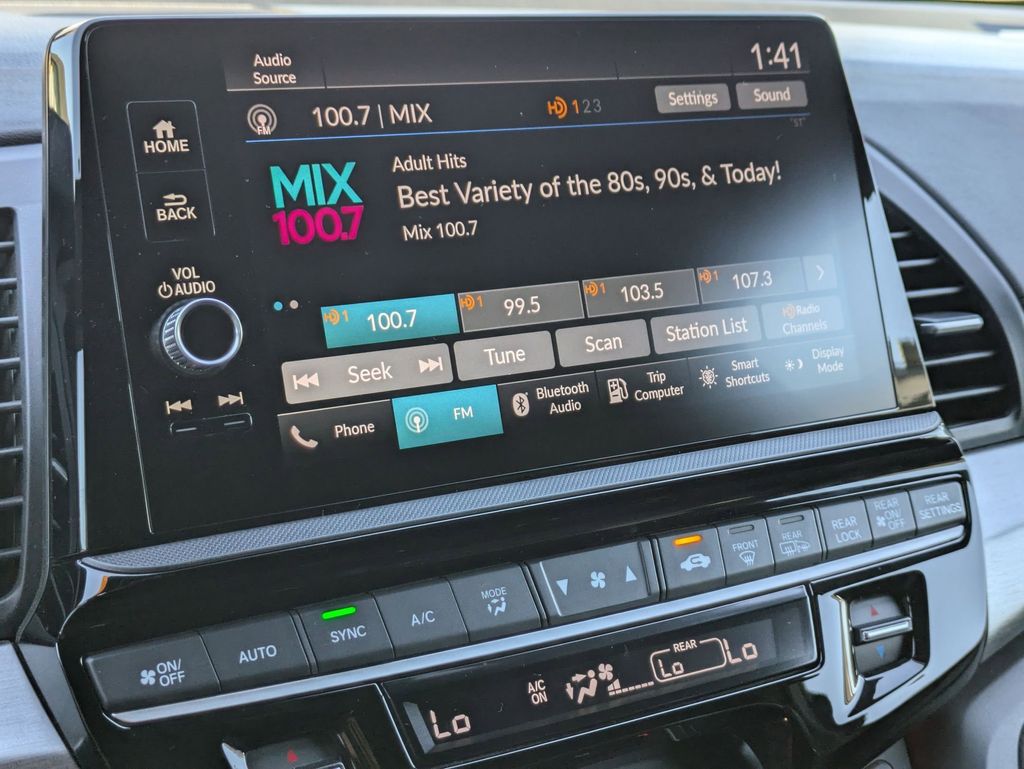 Audio
Source
1:41
HOME
BACK
VOL
AUDIO
FM
100.7 | MIX
HD 1 2 3
Settings
Sound
"ST"
MIX
100.7
Adult Hits
Best Variety of the 80s, 90s, & Today!
Mix 100.7
HD 1 100.7
HD 1 99.5
HD 1 103.5
HD 1 107.3
Seek
Tune
Scan
Station List
HD Radio
Channels
Phone
FM
Bluetooth
Audio
Trip
Computer
Smart
Shortcuts
Display
Mode
ON/
OFF
AUTO
SYNC
A/C
MODE
FRONT
REAR
REAR
LOCK
REAR
ON/
OFF
REAR
SETTINGS
Lo
A/C
ON
REAR
Lo
Lo